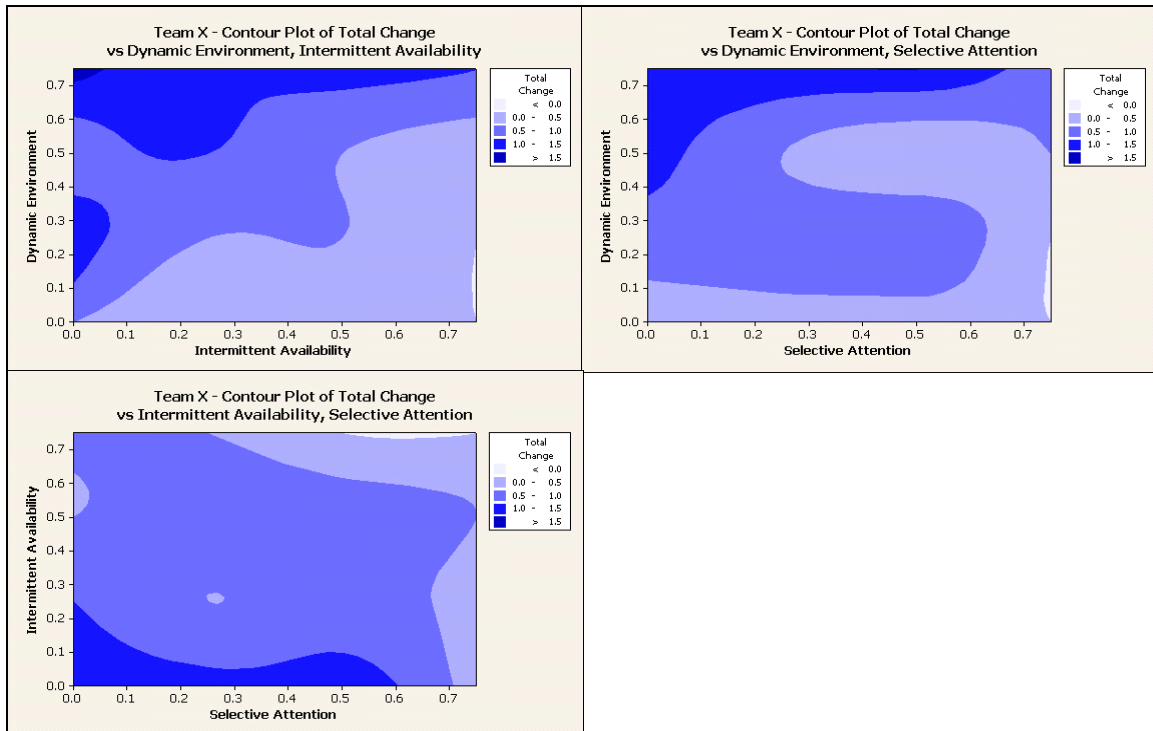 Team X - Contour Plot of Total Change
vs Dynamic Environment, Intermittent Availability
Dynamic Environment
0.7
0.6
0.5
0.4
0.3
0.2
0.1
0.0
0.0 0.1 0.2 0.3 0.4 0.5 0.6 0.7
Intermittent Availability
Total
Change
< 0.0
0.0 - 0.5
0.5 - 1.0
1.0 - 1.5
> 1.5
Team X - Contour Plot of Total Change
vs Dynamic Environment, Selective Attention
Dynamic Environment
0.7
0.6
0.5
0.4
0.3
0.2
0.1
0.0
0.0 0.1 0.2 0.3 0.4 0.5 0.6 0.7
Selective Attention
Total
Change
< 0.0
0.0 - 0.5
0.5 - 1.0
1.0 - 1.5
> 1.5
Team X - Contour Plot of Total Change
vs Intermittent Availability, Selective Attention
Intermittent Availability
0.7
0.6
0.5
0.4
0.3
0.2
0.1
0.0
0.0 0.1 0.2 0.3 0.4 0.5 0.6 0.7
Selective Attention
Total
Change
< 0.0
0.0 - 0.5
0.5 - 1.0
1.0 - 1.5
> 1.5